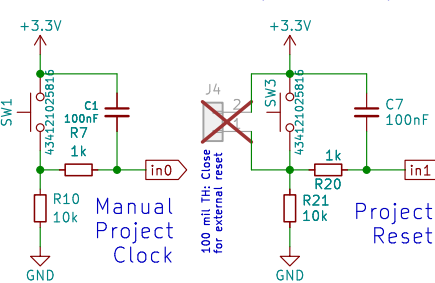 +3.3V
SW1
434121025816
C1
100nF
R7
1k
in0
R10
10k
GND
Manual
Project
Clock
J4
2
1
100 mil TH: Close
for external reset
+3.3V
SW3
434121025816
C7
100nF
1k
R20
in1
R21
10k
GND
Project
Reset